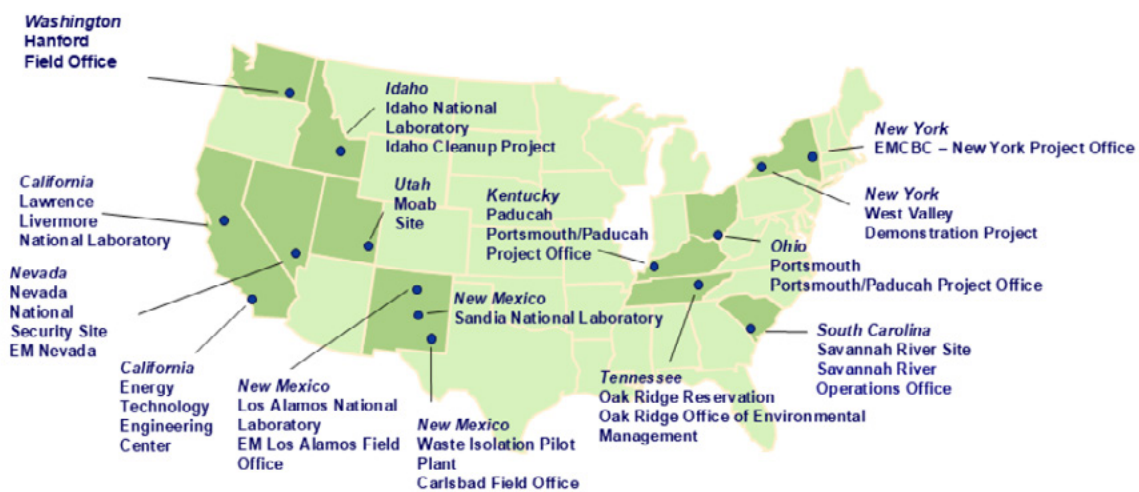 Washington
Hanford
Field Office
Idaho
Idaho National
Laboratory
Idaho Cleanup Project
New York
EMCBC – New York Project Office
California
Lawrence
Livermore
National Laboratory
Utah
Moab
Site
Kentucky
Paducah
Portsmouth/Paducah
Project Office
New York
West Valley
Demonstration Project
Ohio
Portsmouth
Portsmouth/Paducah Project Office
Nevada
Nevada
National
Security Site
EM Nevada
New Mexico
Sandia National Laboratory
South Carolina
Savannah River Site
Savannah River
Operations Office
California
Energy
Technology
Engineering
Center
New Mexico
Los Alamos National
Laboratory
EM Los Alamos Field
Office
New Mexico
Waste Isolation Pilot
Plant
Carlsbad Field Office
Tennessee
Oak Ridge Reservation
Oak Ridge Office of Environmental
Management